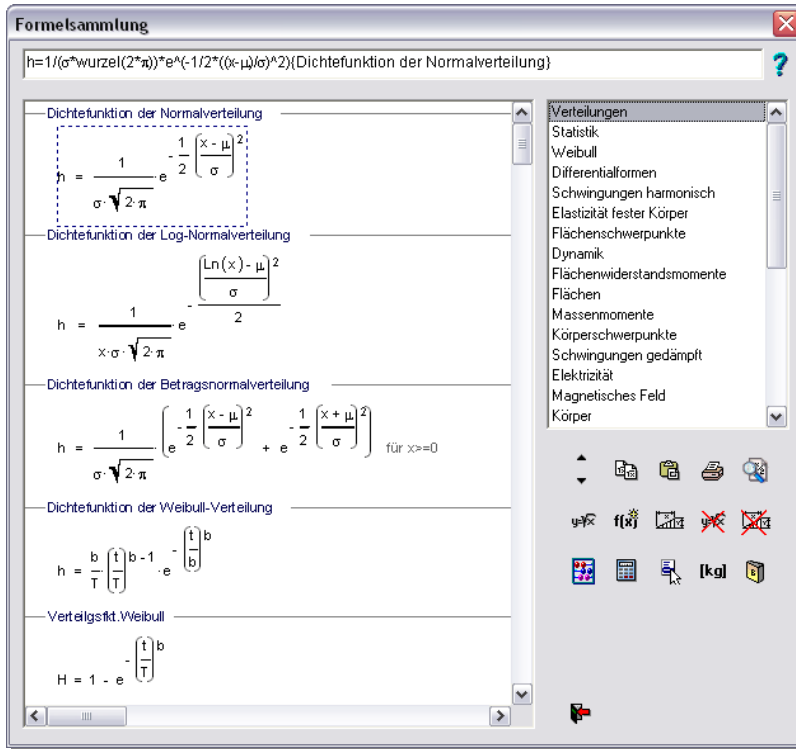 Formelsammlung
h=1/(σ*wurzel(2*π))*e^(-1/2*((x-μ)/σ)^2){Dichtefunktion der Normalverteilung}
?
Dichtefunktion der Normalverteilung
h = 1/(σ·√(2·π))·e^(-1/2((x-μ)/σ)^2)
Dichtefunktion der Log-Normalverteilung
h = 1/(x·σ·√(2·π))·e^(-((Ln(x)-μ)/σ)^2/2)
Dichtefunktion der Betragsnormalverteilung
h = 1/(σ·√(2·π))·(e^(-1/2((x-μ)/σ)^2) + e^(-1/2((x+μ)/σ)^2)) für x>=0
Dichtefunktion der Weibull-Verteilung
h = b/T·(t/T)^(b-1)·e^(-(t/b)^b)
Verteilgsfkt.Weibull
H = 1 - e^(-(t/T)^b)
Verteilungen
Statistik
Weibull
Differentialformen
Schwingungen harmonisch
Elastizität fester Körper
Flächenschwerpunkte
Dynamik
Flächenwiderstandsmomente
Flächen
Massenmomente
Körperschwerpunkte
Schwingungen gedämpft
Elektrizität
Magnetisches Feld
Körper
y=√x f(x) y=√x
[kg]